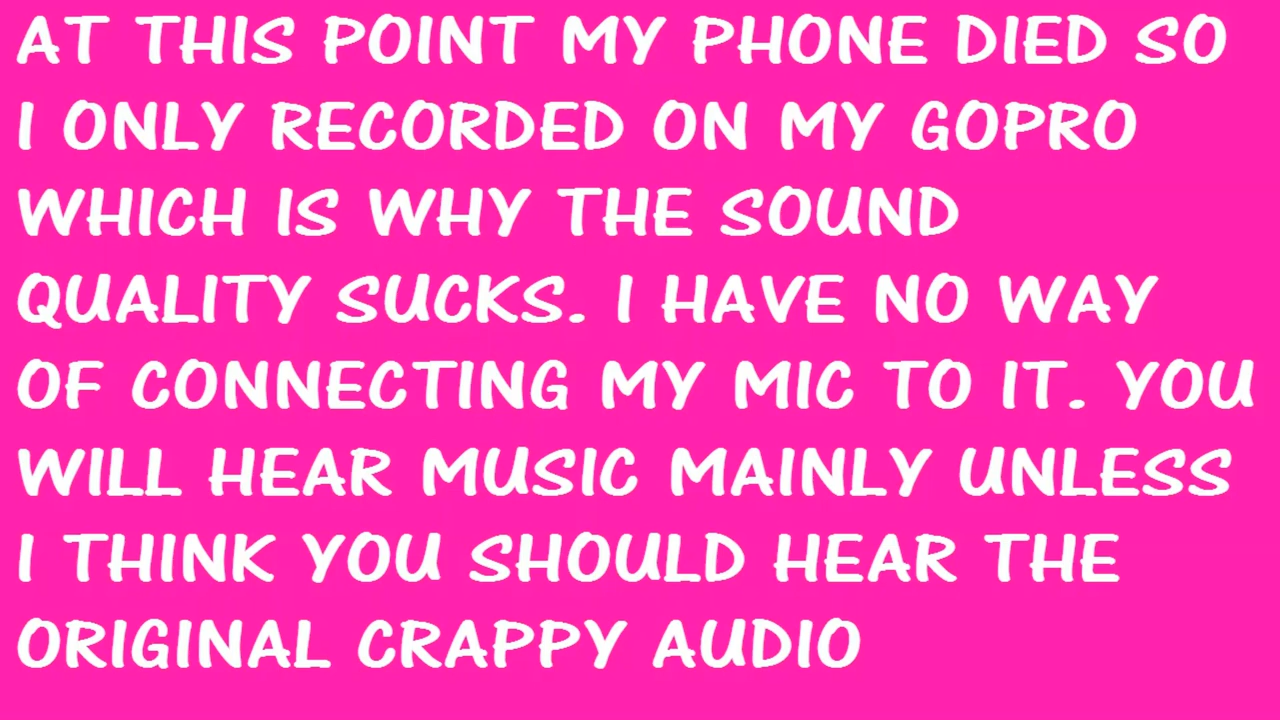 AT THIS POINT MY PHONE DIED SO
I ONLY RECORDED ON MY GOPRO
WHICH IS WHY THE SOUND
QUALITY SUCKS. I HAVE NO WAY
OF CONNECTING MY MIC TO IT. YOU
WILL HEAR MUSIC MAINLY UNLESS
I THINK YOU SHOULD HEAR THE
ORIGINAL CRAPPY AUDIO